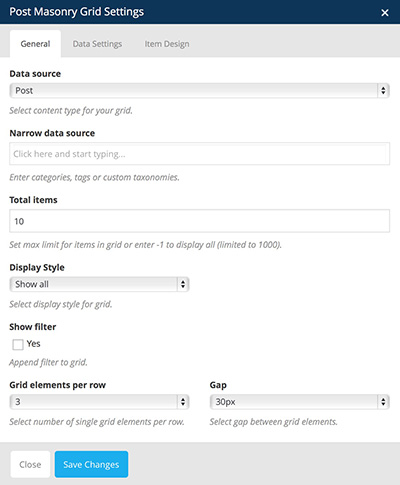 Post Masonry Grid Settings ×
General Data Settings Item Design
Data source
Post
Select content type for your grid.
Narrow data source
Click here and start typing...
Enter categories, tags or custom taxonomies.
Total items
10
Set max limit for items in grid or enter -1 to display all (limited to 1000).
Display Style
Show all
Select display style for grid.
Show filter
Yes
Append filter to grid.
Grid elements per row Gap
3 30px
Select number of single grid elements per row. Select gap between grid elements.
Close Save Changes